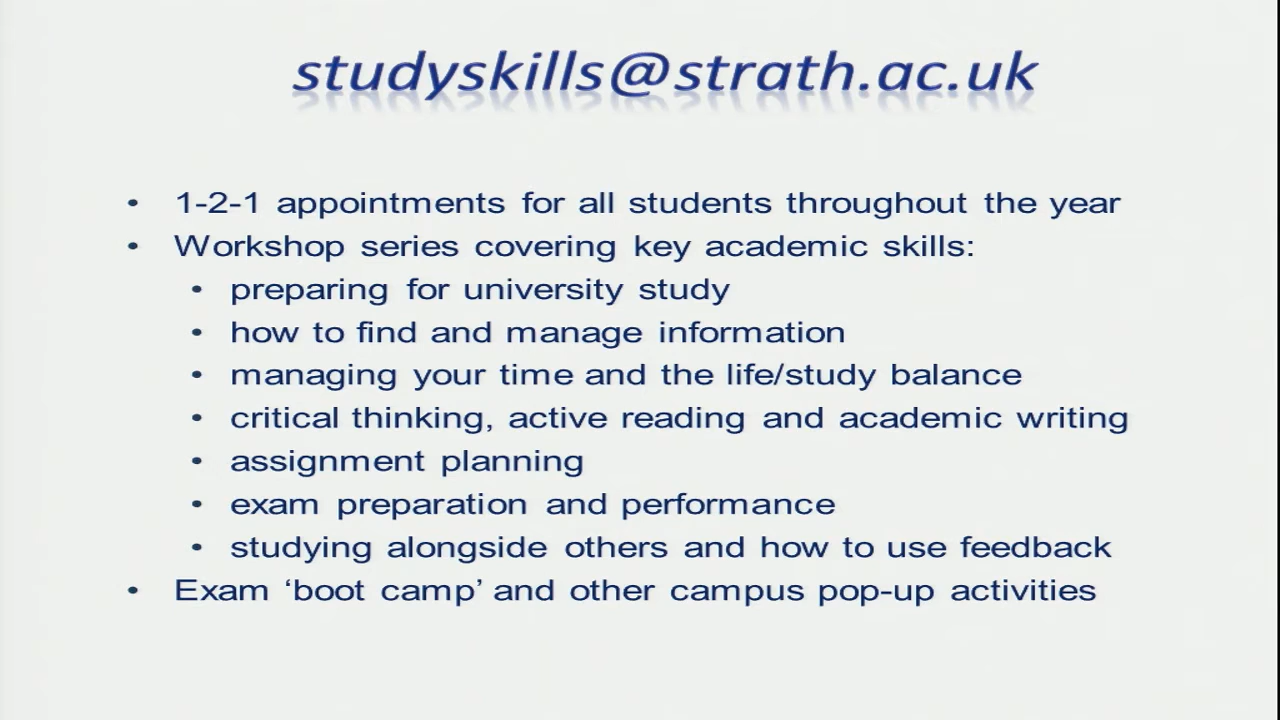 studyskills@strath.ac.uk
• 1-2-1 appointments for all students throughout the year
• Workshop series covering key academic skills:
• preparing for university study
• how to find and manage information
• managing your time and the life/study balance
• critical thinking, active reading and academic writing
• assignment planning
• exam preparation and performance
• studying alongside others and how to use feedback
• Exam ‘boot camp’ and other campus pop-up activities